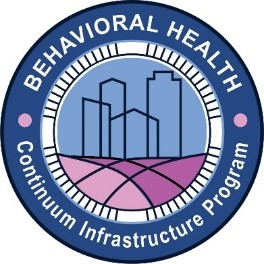 BEHAVIORAL HEALTH
Continuum Infrastructure Program